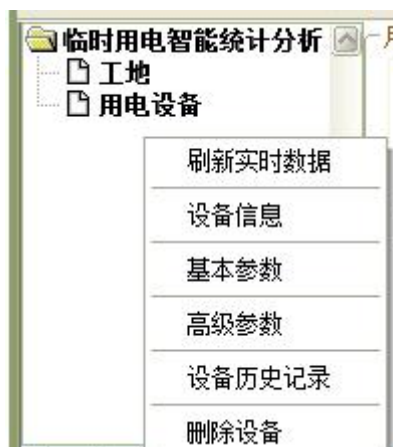 临时用电智能统计分析
工地
用电设备
刷新实时数据
设备信息
基本参数
高级参数
设备历史记录
删除设备